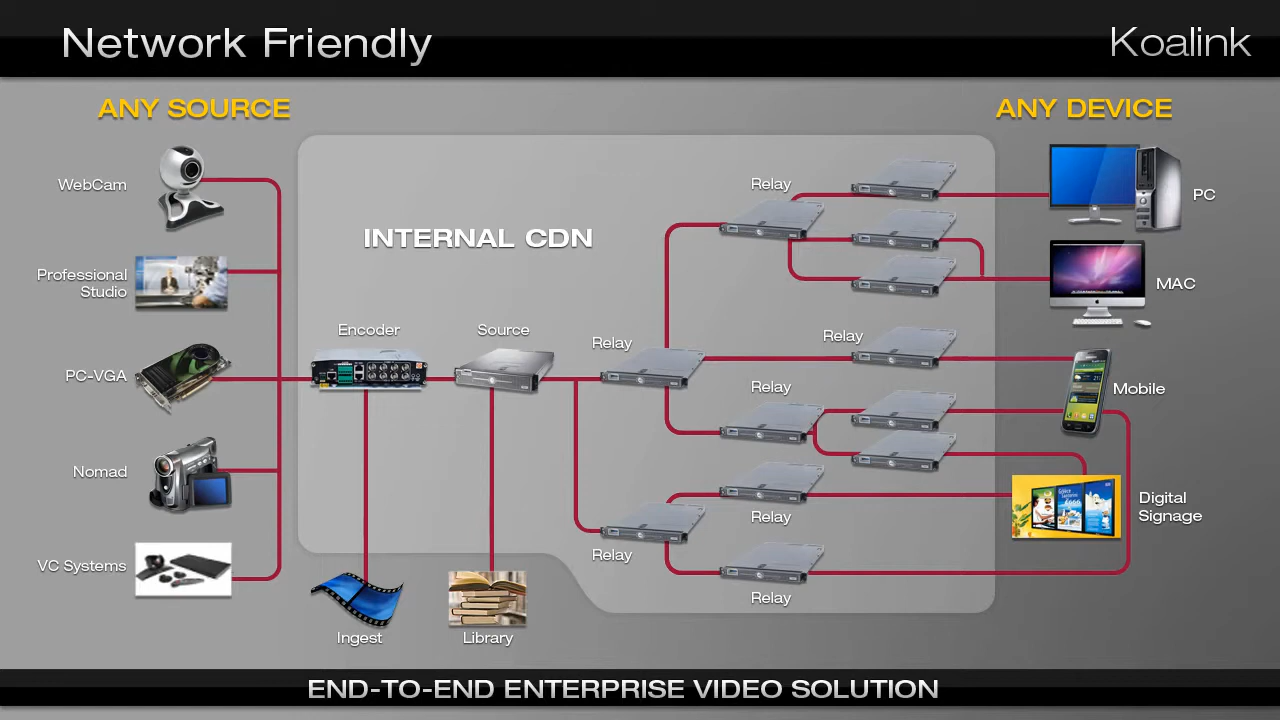 Network Friendly
Koalink
ANY SOURCE
ANY DEVICE
WebCam
Professional
Studio
PC-VGA
Nomad
VC Systems
INTERNAL CDN
Encoder
Source
Relay
Relay
Relay
Relay
Relay
Relay
Relay
PC
MAC
Mobile
Digital
Signage
Ingest
Library
END-TO-END ENTERPRISE VIDEO SOLUTION